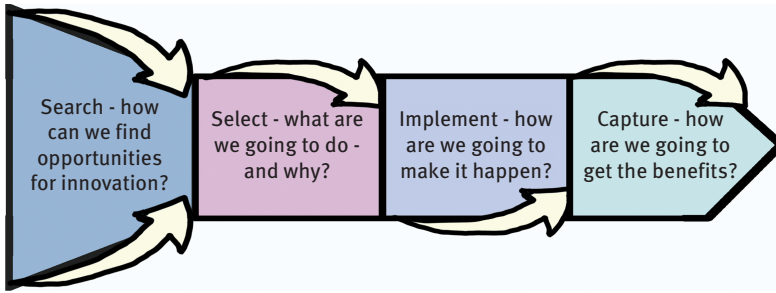 Search - how
can we find
opportunities
for innovation?
Select - what are
we going to do -
and why?
Implement - how
are we going to
make it happen?
Capture - how
are we going to
get the benefits?